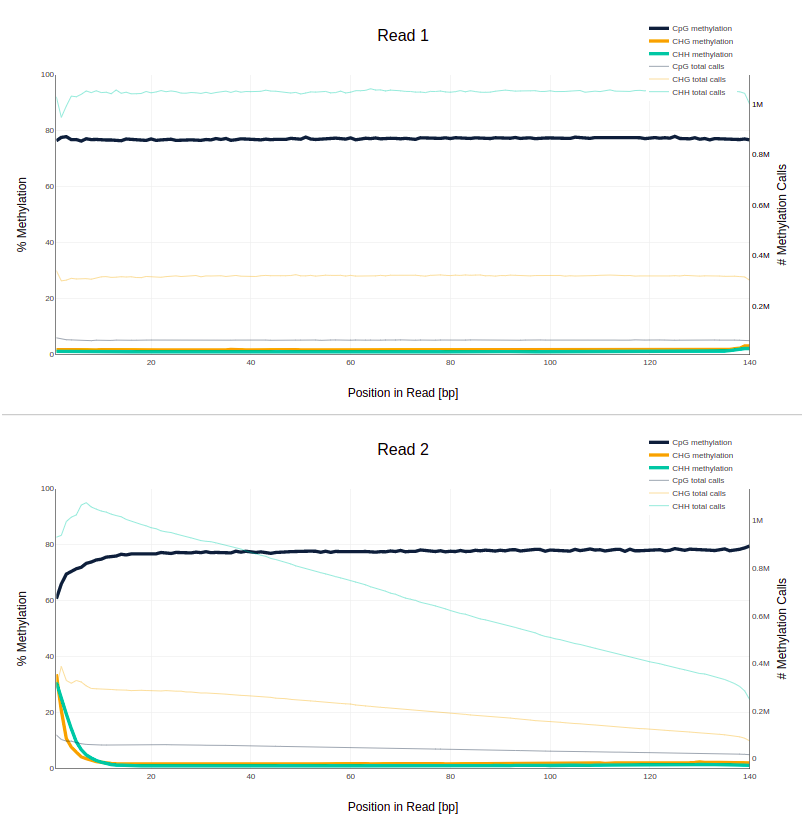 Read 1
CpG methylation
CHG methylation
CHH methylation
CpG total calls
CHG total calls
CHH total calls
100
80
60
40
20
0
1M
0.8M
0.6M
0.4M
0.2M
20
40
60
80
100
120
140
% Methylation
# Methylation Calls
Position in Read [bp]
Read 2
CpG methylation
CHG methylation
CHH methylation
CpG total calls
CHG total calls
CHH total calls
100
80
60
40
20
0
1M
0.8M
0.6M
0.4M
0.2M
0
20
40
60
80
100
120
140
% Methylation
# Methylation Calls
Position in Read [bp]